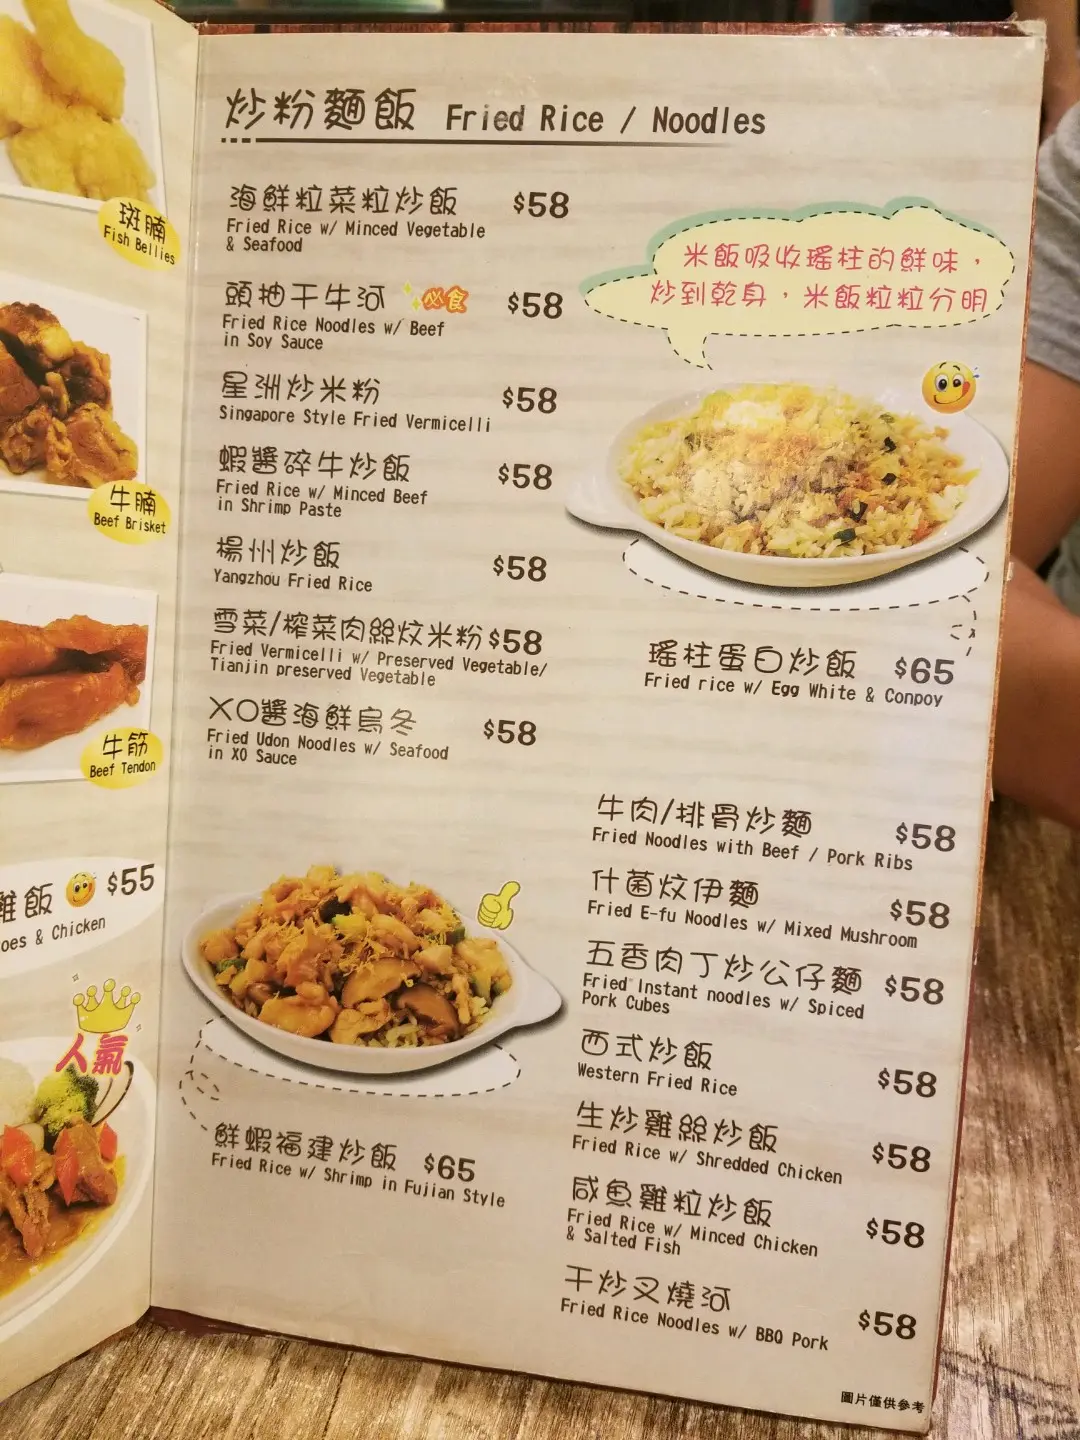 斑腩
Fish Bellies
牛腩
Beef Brisket
牛筋
Beef Tendon
雞飯 $55
oes & Chicken
人氣
炒粉麵飯 Fried Rice / Noodles
海鮮粒菜粒炒飯 $58
Fried Rice w/ Minced Vegetable
& Seafood
頭抽干牛河 必食 $58
Fried Rice Noodles w/ Beef
in Soy Sauce
星洲炒米粉 $58
Singapore Style Fried Vermicelli
蝦醬碎牛炒飯 $58
Fried Rice w/ Minced Beef
in Shrimp Paste
楊州炒飯 $58
Yangzhou Fried Rice
雪菜/榨菜肉絲炆米粉 $58
Fried Vermicelli w/ Preserved Vegetable/
Tianjin preserved Vegetable
XO醬海鮮烏冬 $58
Fried Udon Noodles w/ Seafood
in XO Sauce
鮮蝦福建炒飯 $65
Fried Rice w/ Shrimp in Fujian Style
米飯吸收瑤柱的鮮味，
炒到乾身，米飯粒粒分明
瑤柱蛋白炒飯 $65
Fried rice w/ Egg White & Conpoy
牛肉/排骨炒麵 $58
Fried Noodles with Beef / Pork Ribs
什菌炆伊麵 $58
Fried E-fu Noodles w/ Mixed Mushroom
五香肉丁炒公仔麵 $58
Fried Instant noodles w/ Spiced
Pork Cubes
西式炒飯 $58
Western Fried Rice
生炒雞絲炒飯 $58
Fried Rice w/ Shredded Chicken
咸魚雞粒炒飯 $58
Fried Rice w/ Minced Chicken
& Salted Fish
干炒叉燒河 $58
Fried Rice Noodles w/ BBQ Pork
圖片僅供參考